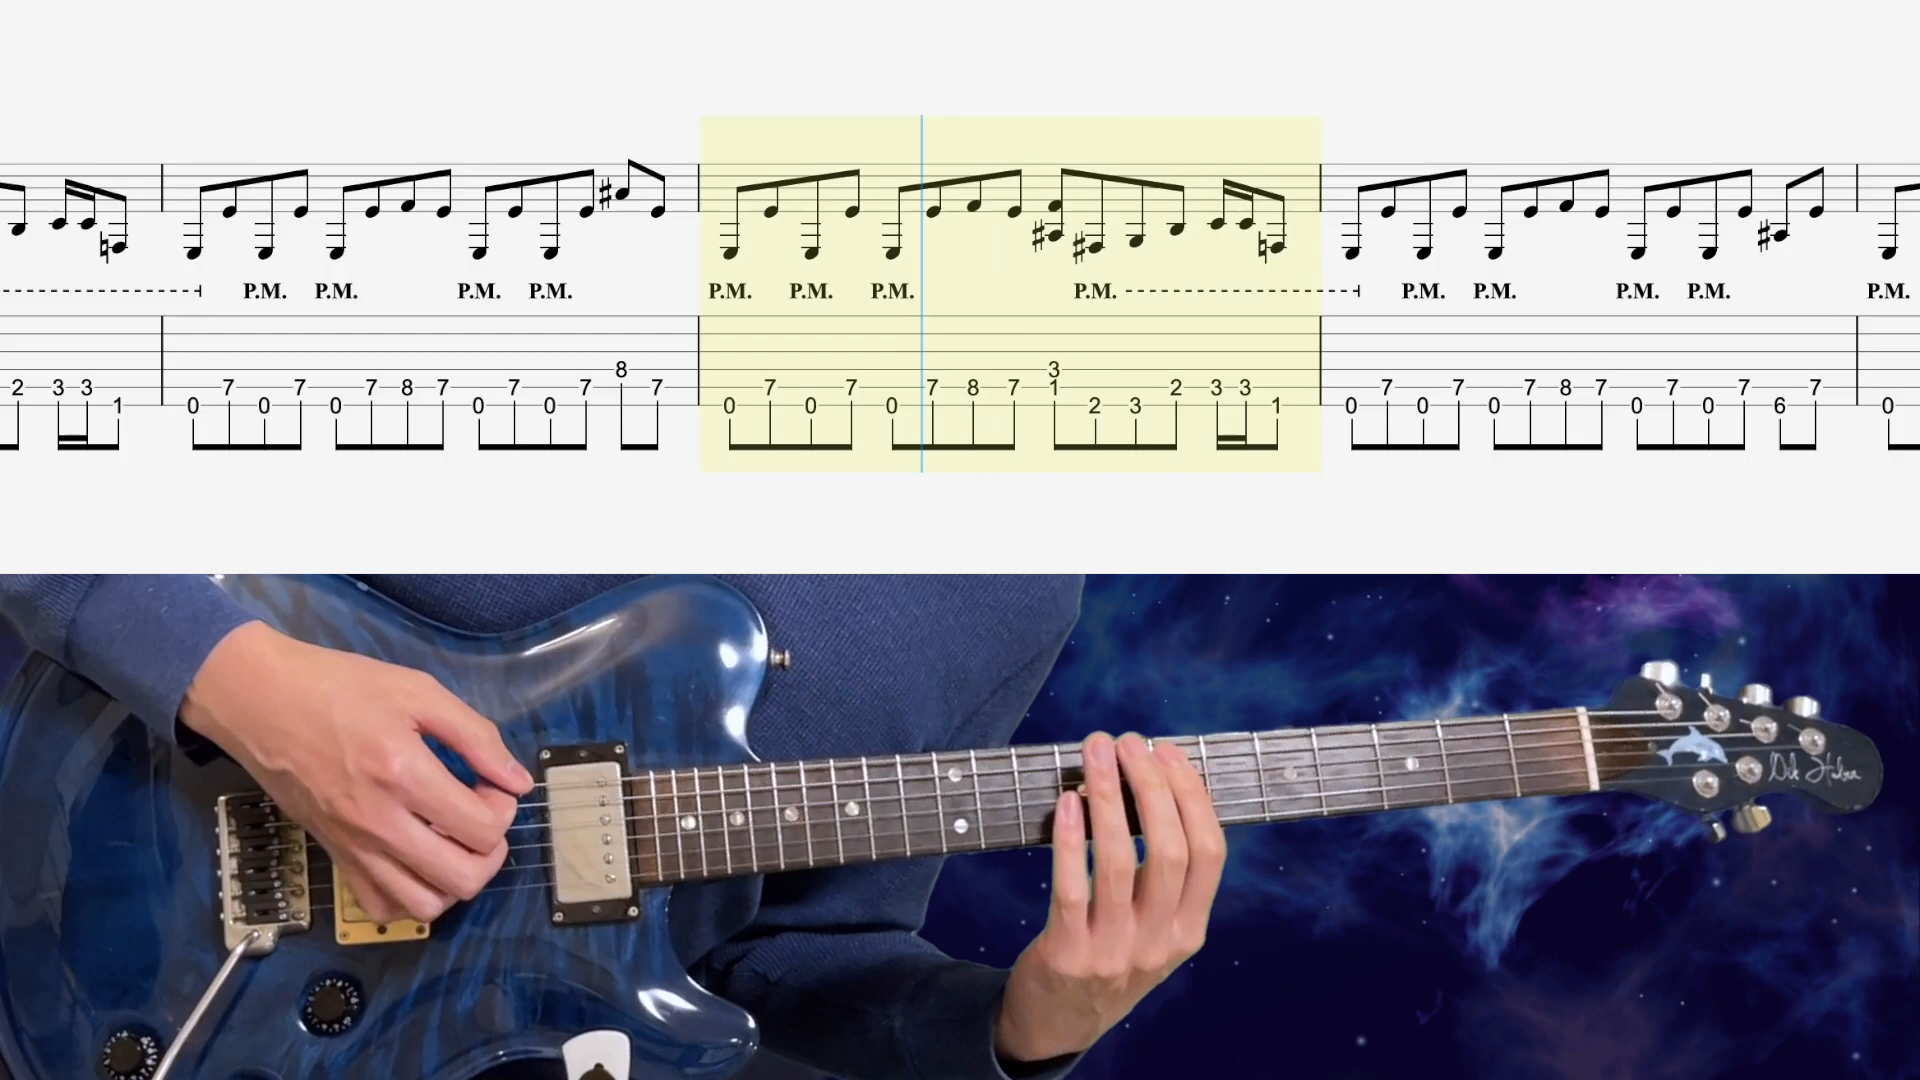 P.M. P.M. P.M. P.M. P.M. P.M. P.M. P.M. P.M. P.M. P.M. P.M. P.M.
8 3
2 3 3 7 7 7 8 7 7 7 7 7 7 7 8 7 1 2 3 3 7 7 7 8 7 7 7 7
1 0 0 0 0 0 0 0 0 2 3 1 0 0 0 0 0 6 0